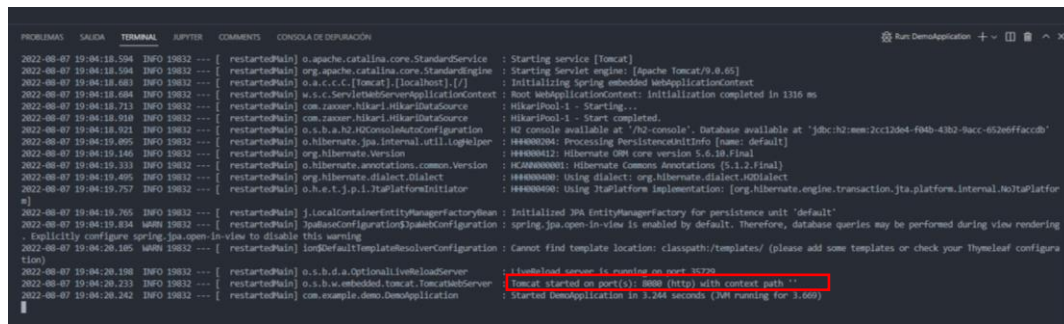 PROBLEMAS SALIDA TERMINAL JUPYTER COMMENTS CONSOLA DE DEPURACIÓN Run: DemoApplication
2022-08-07 19:04:18.594 INFO 19832 --- [ restartedMain] o.apache.catalina.core.StandardService : Starting service [Tomcat]
2022-08-07 19:04:18.594 INFO 19832 --- [ restartedMain] org.apache.catalina.core.StandardEngine : Starting Servlet engine: [Apache Tomcat/9.0.65]
2022-08-07 19:04:18.683 INFO 19832 --- [ restartedMain] o.a.c.c.C.[Tomcat].[localhost].[/] : Initializing Spring embedded WebApplicationContext
2022-08-07 19:04:18.684 INFO 19832 --- [ restartedMain] w.s.c.ServletWebServerApplicationContext : Root WebApplicationContext: initialization completed in 1316 ms
2022-08-07 19:04:18.713 INFO 19832 --- [ restartedMain] com.zaxxer.hikari.HikariDataSource : HikariPool-1 - Starting...
2022-08-07 19:04:18.910 INFO 19832 --- [ restartedMain] com.zaxxer.hikari.HikariDataSource : HikariPool-1 - Start completed.
2022-08-07 19:04:18.921 INFO 19832 --- [ restartedMain] o.s.b.a.h2.H2ConsoleAutoConfiguration : H2 console available at '/h2-console'. Database available at 'jdbc:h2:mem:2cc12de4-f04b-43b2-9acc-652e6ffaccdb'
2022-08-07 19:04:19.095 INFO 19832 --- [ restartedMain] o.hibernate.jpa.internal.util.LogHelper : HHH000204: Processing PersistenceUnitInfo [name: default]
2022-08-07 19:04:19.146 INFO 19832 --- [ restartedMain] org.hibernate.Version : HHH000412: Hibernate ORM core version 5.6.10.Final
2022-08-07 19:04:19.333 INFO 19832 --- [ restartedMain] o.hibernate.annotations.common.Version : HCANN000001: Hibernate Commons Annotations {5.1.2.Final}
2022-08-07 19:04:19.495 INFO 19832 --- [ restartedMain] org.hibernate.dialect.Dialect : HHH000400: Using dialect: org.hibernate.dialect.H2Dialect
2022-08-07 19:04:19.757 INFO 19832 --- [ restartedMain] o.h.e.t.j.p.i.JtaPlatformInitiator : HHH000490: Using JtaPlatform implementation: [org.hibernate.engine.transaction.jta.platform.internal.NoJtaPlatfor
m]
2022-08-07 19:04:19.765 INFO 19832 --- [ restartedMain] j.LocalContainerEntityManagerFactoryBean : Initialized JPA EntityManagerFactory for persistence unit 'default'
2022-08-07 19:04:19.834 WARN 19832 --- [ restartedMain] JpaBaseConfiguration$JpaWebConfiguration : spring.jpa.open-in-view is enabled by default. Therefore, database queries may be performed during view rendering
. Explicitly configure spring.jpa.open-in-view to disable this warning
2022-08-07 19:04:20.105 WARN 19832 --- [ restartedMain] ion$DefaultTemplateResolverConfiguration : Cannot find template location: classpath:/templates/ (please add some templates or check your Thymeleaf configura
tion)
2022-08-07 19:04:20.198 INFO 19832 --- [ restartedMain] o.s.b.d.a.OptionalLiveReloadServer : LiveReload server is running on port 35729
2022-08-07 19:04:20.233 INFO 19832 --- [ restartedMain] o.s.b.w.embedded.tomcat.TomcatWebServer : Tomcat started on port(s): 8080 (http) with context path ''
2022-08-07 19:04:20.242 INFO 19832 --- [ restartedMain] com.example.demo.DemoApplication : Started DemoApplication in 3.244 seconds (JVM running for 3.669)